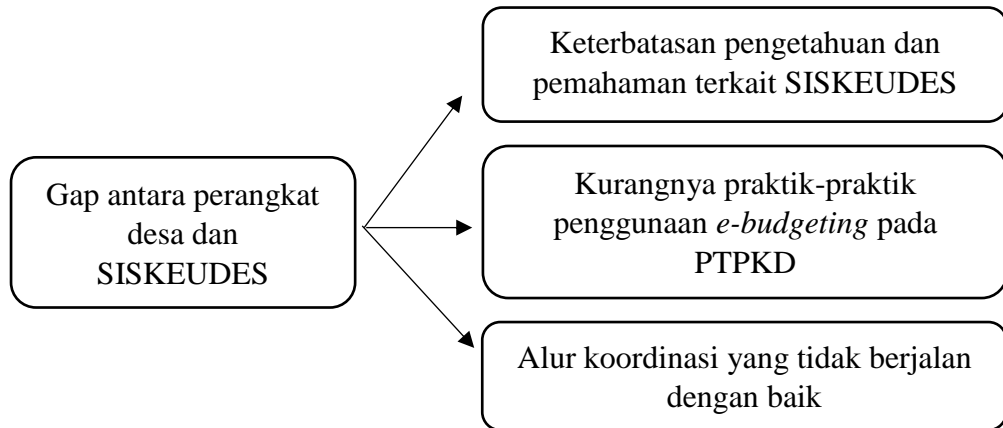 Keterbatasan pengetahuan dan
pemahaman terkait SISKEUDES
Gap antara perangkat
desa dan
SISKEUDES
Kurangnya praktik-praktik
penggunaan e-budgeting pada
PTPKD
Alur koordinasi yang tidak berjalan
dengan baik